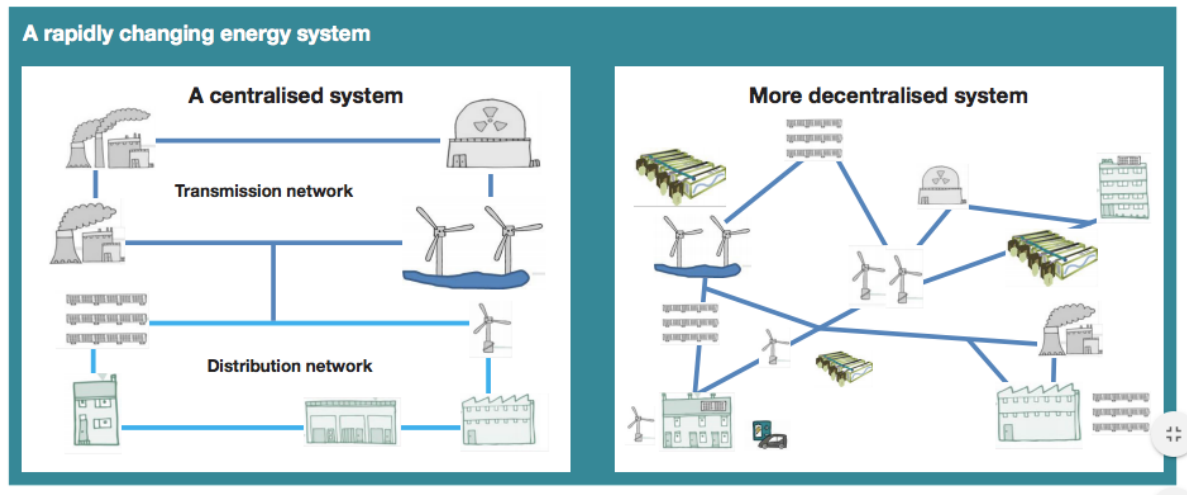 A rapidly changing energy system
A centralised system
Transmission network
Distribution network
More decentralised system